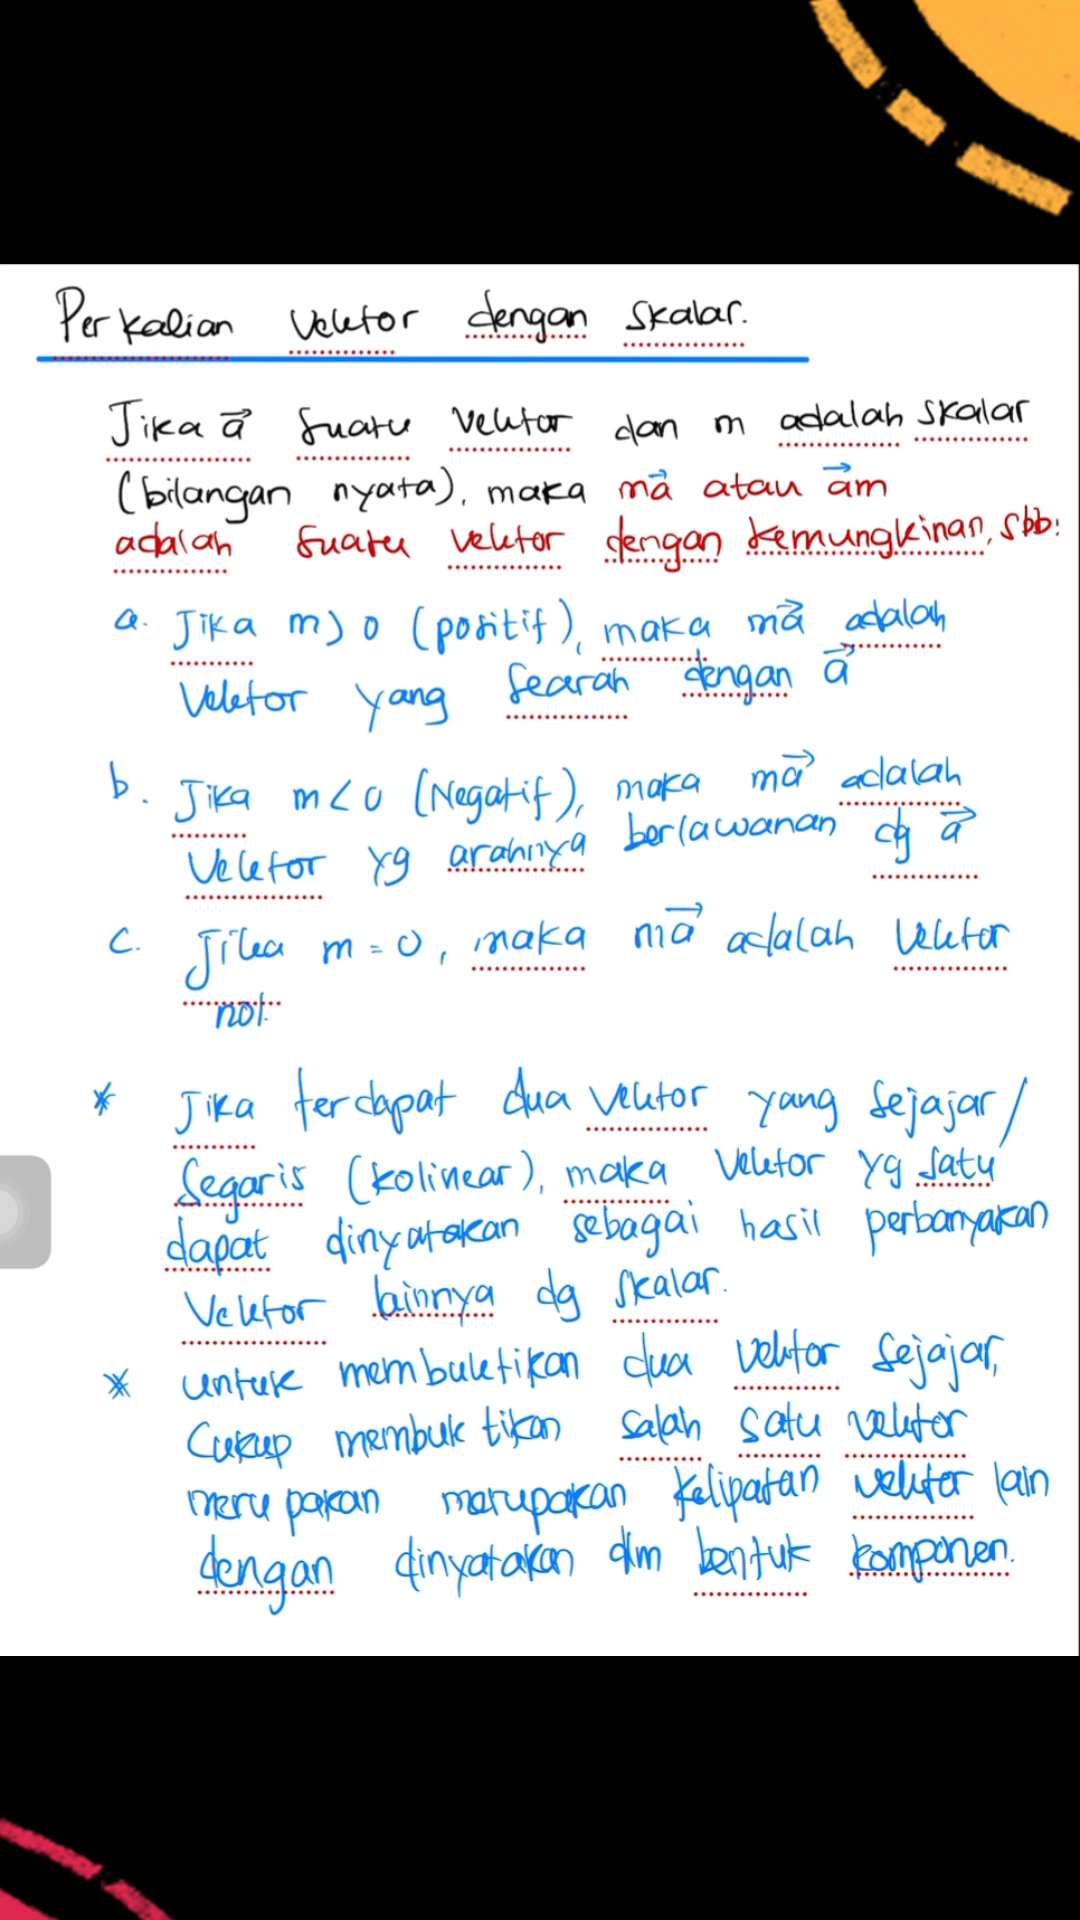 Perkalian Vektor dengan Skalar.
Jika a⃗ suatu vektor dan m adalah skalar
(bilangan nyata), maka ma⃗ atau a⃗m
adalah suatu vektor dengan kemungkinan, sbb:
a. Jika m > 0 (positif), maka ma⃗ adalah
Vektor yang searah dengan a⃗
b. Jika m < 0 (Negatif), maka ma⃗ adalah
Vektor yg arahnya berlawanan dg a⃗
c. Jika m = 0, maka ma⃗ adalah Vektor
nol.
* Jika terdapat dua vektor yang sejajar/
segaris (kolinear), maka vektor yg satu
dapat dinyatakan sebagai hasil perbanyakan
Vektor lainnya dg skalar.
* untuk membuktikan dua vektor sejajar,
Cukup membuktikan salah satu vektor
merupakan merupakan kelipatan vektor lain
dengan dinyatakan dlm bentuk komponen.